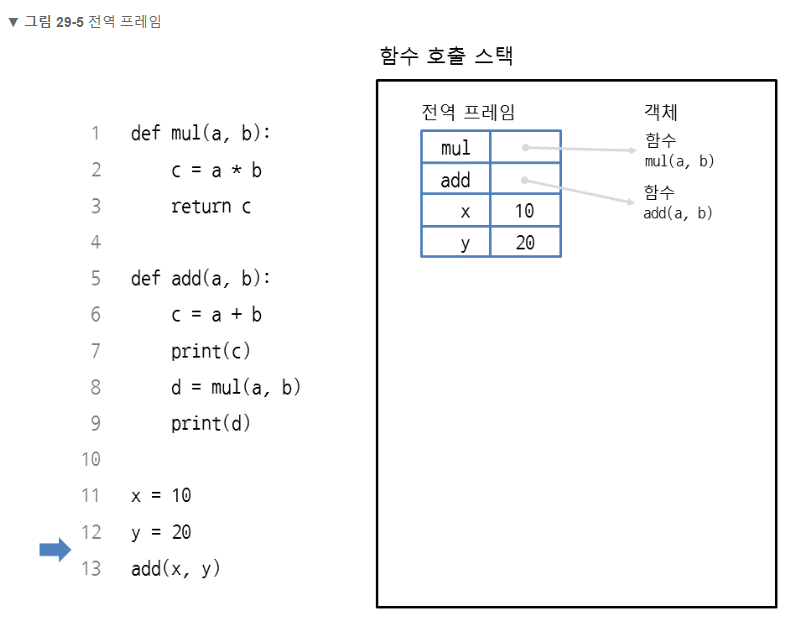 ▼ 그림 29-5 전역 프레임
함수 호출 스택
1 def mul(a, b):
2 c = a * b
3 return c
4
5 def add(a, b):
6 c = a + b
7 print(c)
8 d = mul(a, b)
9 print(d)
10
11 x = 10
12 y = 20
13 add(x, y)
전역 프레임
mul
add
x 10
y 20
객체
함수
mul(a, b)
함수
add(a, b)